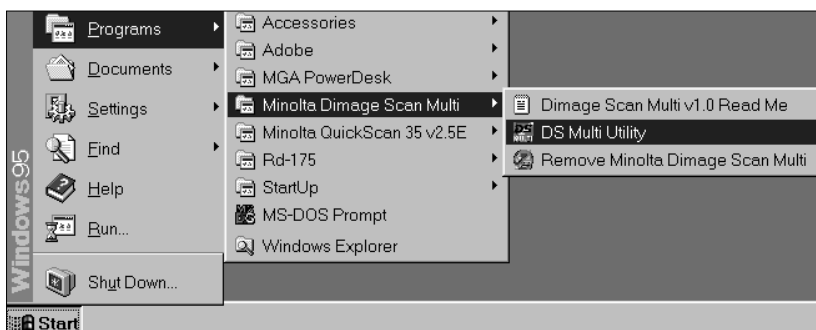 Programs
Documents
Settings
Find
Help
Run...
Shut Down...
Windows95
Start
Accessories
Adobe
MGA PowerDesk
Minolta Dimage Scan Multi
Minolta QuickScan 35 v2.5E
Rd-175
StartUp
MS-DOS Prompt
Windows Explorer
Dimage Scan Multi v1.0 Read Me
DS Multi Utility
Remove Minolta Dimage Scan Multi